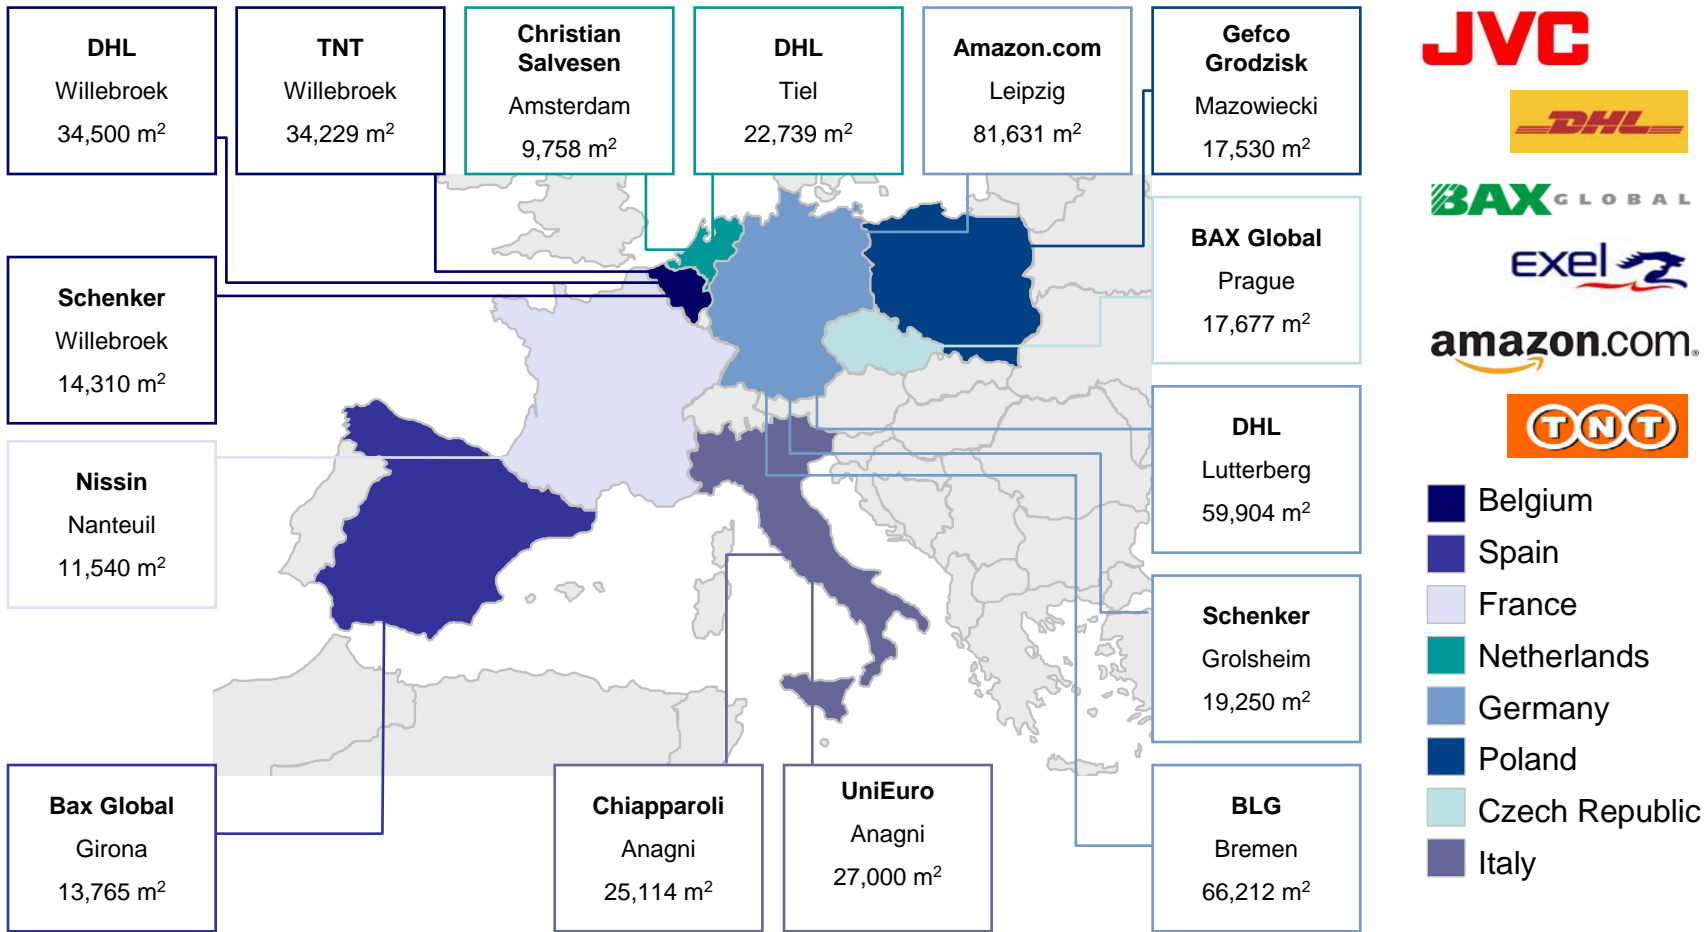 DHL
Willebroek
34,500 m²
TNT
Willebroek
34,229 m²
Christian
Salvesen
Amsterdam
9,758 m²
DHL
Tiel
22,739 m²
Amazon.com
Leipzig
81,631 m²
Gefco
Grodzisk
Mazowiecki
17,530 m²
Schenker
Willebroek
14,310 m²
BAX Global
Prague
17,677 m²
Nissin
Nanteuil
11,540 m²
DHL
Lutterberg
59,904 m²
Schenker
Grolsheim
19,250 m²
Bax Global
Girona
13,765 m²
Chiapparoli
Anagni
25,114 m²
UniEuro
Anagni
27,000 m²
BLG
Bremen
66,212 m²
JVC
DHL
BAX GLOBAL
EXEL
amazon.com.
TNT
Belgium
Spain
France
Netherlands
Germany
Poland
Czech Republic
Italy